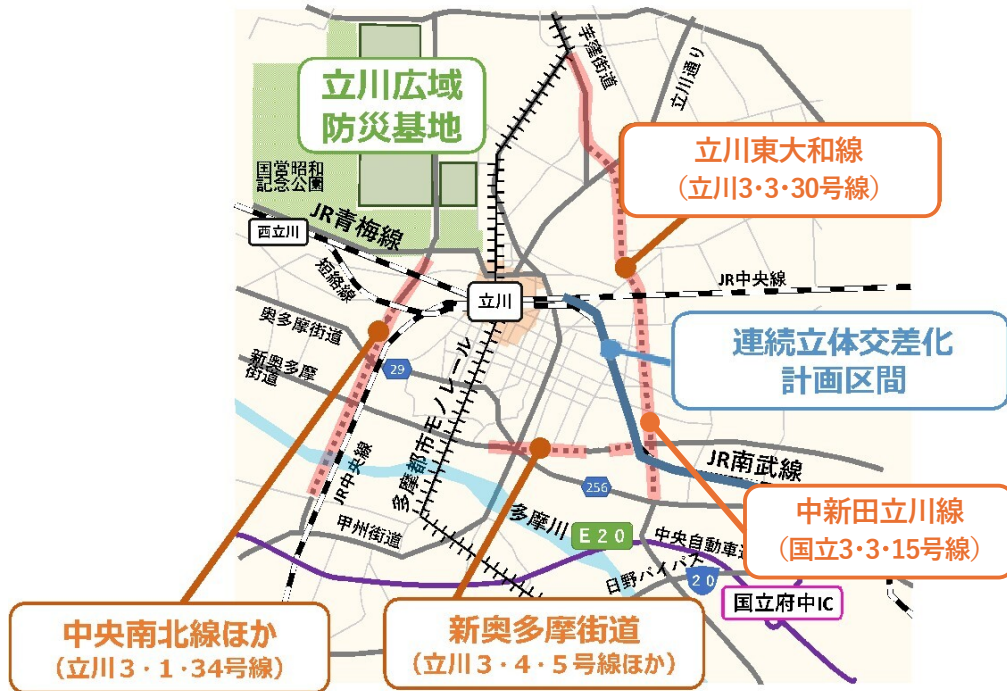 立川広域
防災基地
国営昭和
記念公園
芋窪街道
立川通り
立川東大和線
(立川3・3・30号線)
JR青梅線
西立川
短絡線
JR中央線
立川
奥多摩街道
新奥多摩
街道
29
連続立体交差化
計画区間
多摩都市モノレール
JR中央線
JR南武線
256
多摩川
甲州街道
E20
中央自動車道
日野バイパス
20
中新田立川線
(国立3・3・15号線)
国立府中IC
中央南北線ほか
(立川3・1・34号線)
新奥多摩街道
(立川3・4・5号線ほか)